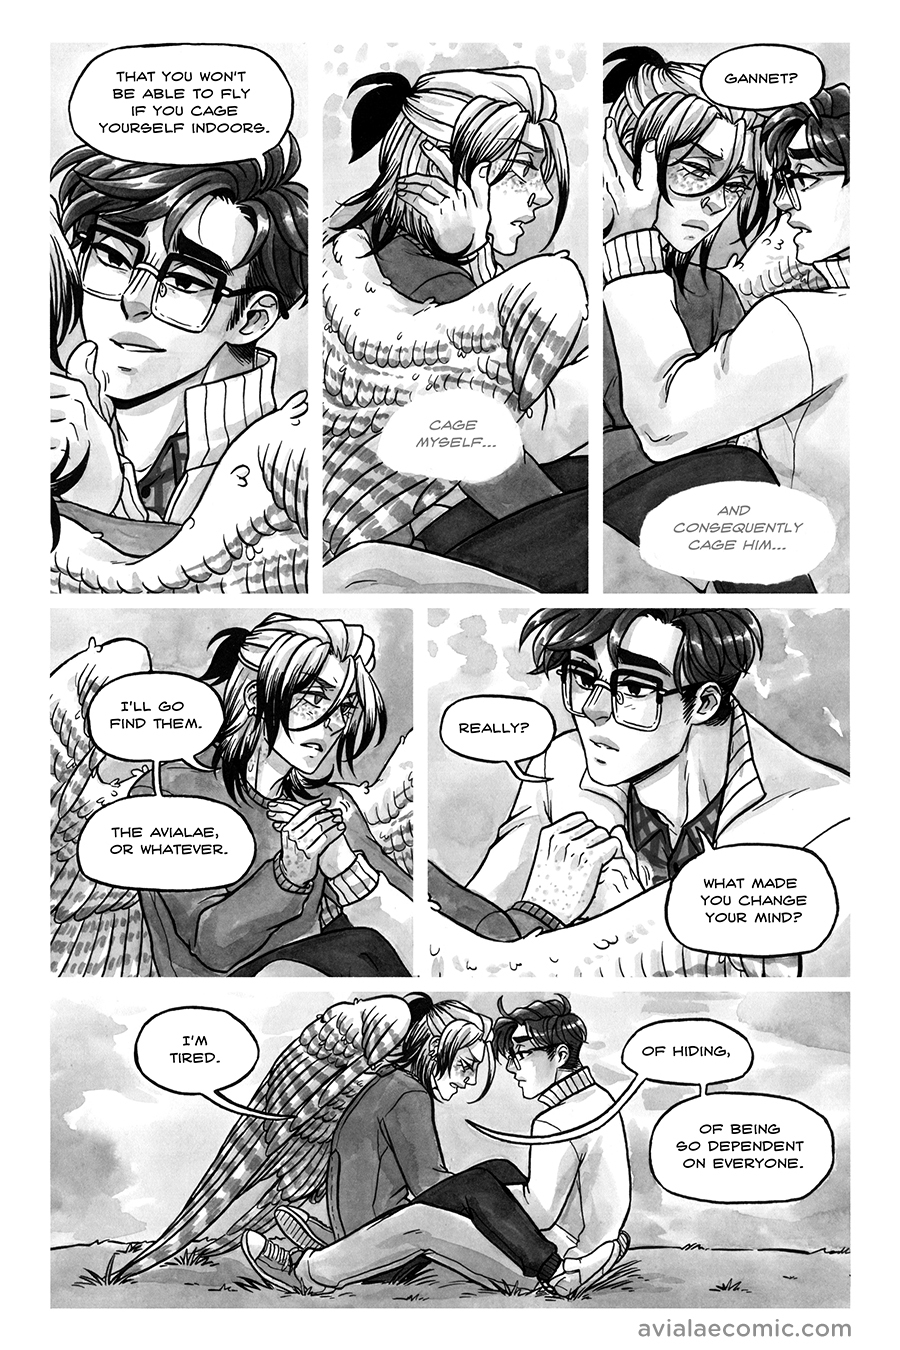 THAT YOU WON'T
BE ABLE TO FLY
IF YOU CAGE
YOURSELF INDOORS.
CAGE
MYSELF...
GANNET?
AND
CONSEQUENTLY
CAGE HIM...
I'LL GO
FIND THEM.
THE AVIALAE,
OR WHATEVER.
REALLY?
WHAT MADE
YOU CHANGE
YOUR MIND?
I'M
TIRED.
OF HIDING,
OF BEING
SO DEPENDENT
ON EVERYONE.
avialaecomic.com